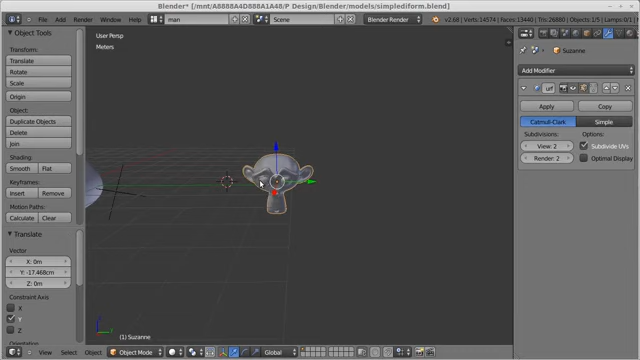 Blender* [/mnt/A8888A4D888A1A48/P Design/Blender/models/simplediform.blend]
File Add Render Help man Scene Blender Render v2.68 | Verts:14574 | Faces:13440 | Tris:26880 | Objects:1/5 | Lamps:0/1
Object Tools
Transform:
Translate
Rotate
Scale
Origin
Object:
Duplicate Objects
Delete
Join
Shading:
Smooth Flat
Keyframes:
Insert Remove
Motion Paths:
Calculate Clear
Translate
Vector
X: 0m
Y: -17.468cm
Z: 0m
Constraint Axis
X
Y
Z
User Persp
Meters
(1) Suzanne
View Select Object Object Mode Global
Suzanne
Add Modifier
urf
Apply Copy
Catmull-Clark Simple
Subdivisions: Options:
View: 2 Subdivide UVs
Render: 2 Optimal Display